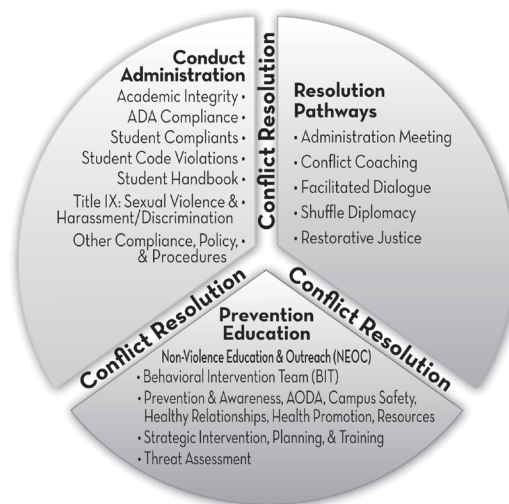 Conduct
Administration
Academic Integrity •
ADA Compliance •
Student Compliants •
Student Code Violations •
Student Handbook •
Title IX: Sexual Violence & •
Harassment/Discrimination
Other Compliance, Policy, •
& Procedures
Conflict Resolution
Resolution
Pathways
• Administration Meeting
• Conflict Coaching
• Facilitated Dialogue
• Shuffle Diplomacy
• Restorative Justice
Conflict Resolution
Conflict Resolution
Prevention
Education
Non-Violence Education & Outreach (NEOC)
• Behavioral Intervention Team (BIT)
• Prevention & Awareness, AODA, Campus Safety,
Healthy Relationships, Health Promotion, Resources
• Strategic Intervention, Planning, & Training
• Threat Assessment